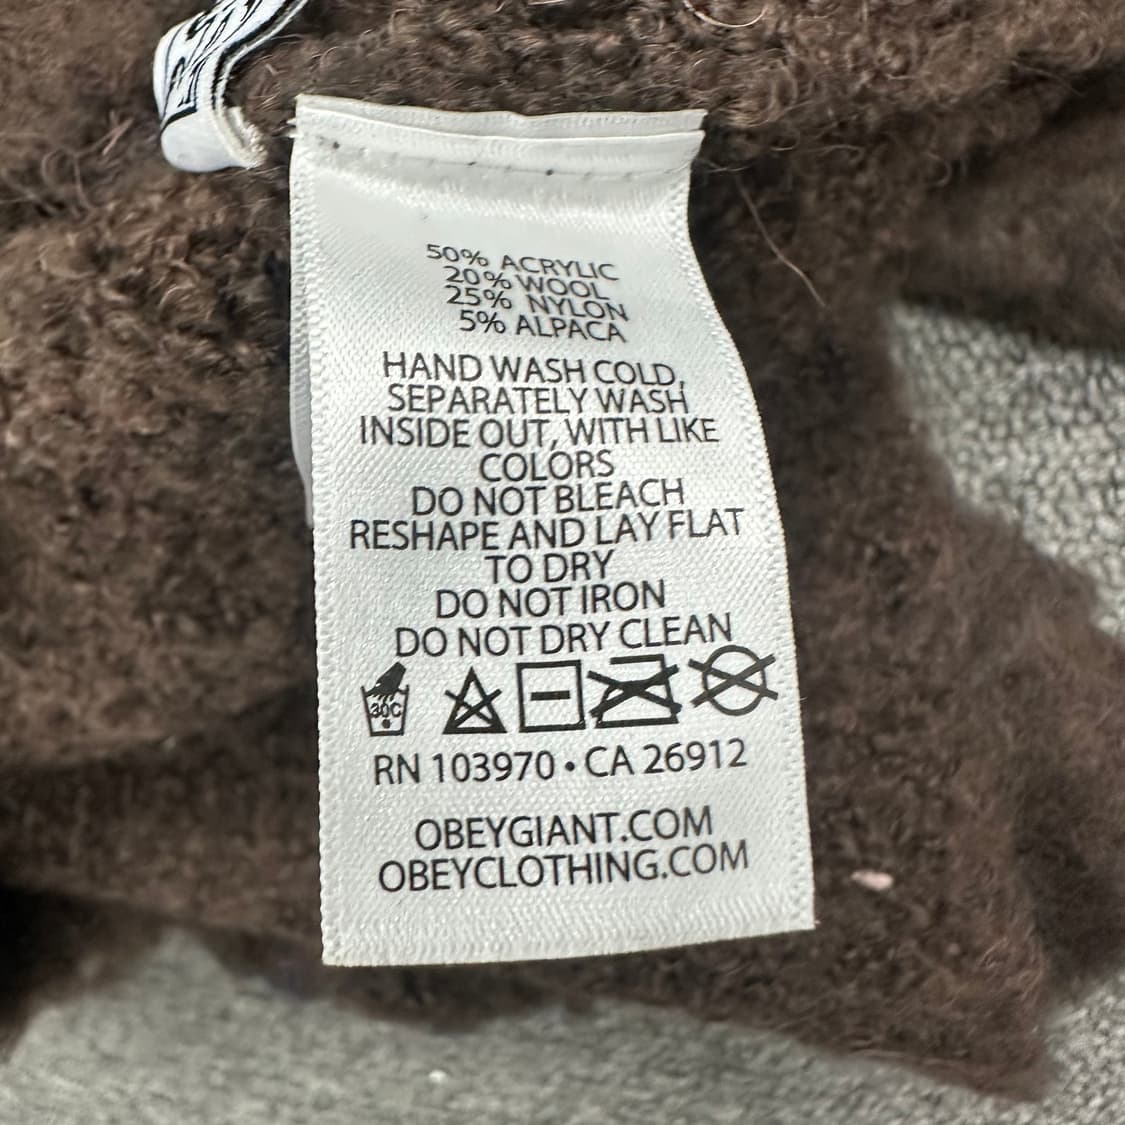 50% ACRYLIC
20% WOOL
25% NYLON
5% ALPACA
HAND WASH COLD,
SEPARATELY WASH
INSIDE OUT, WITH LIKE
COLORS
DO NOT BLEACH
RESHAPE AND LAY FLAT
TO DRY
DO NOT IRON
DO NOT DRY CLEAN
30C
RN 103970 • CA 26912
OBEYGIANT.COM
OBEYCLOTHING.COM